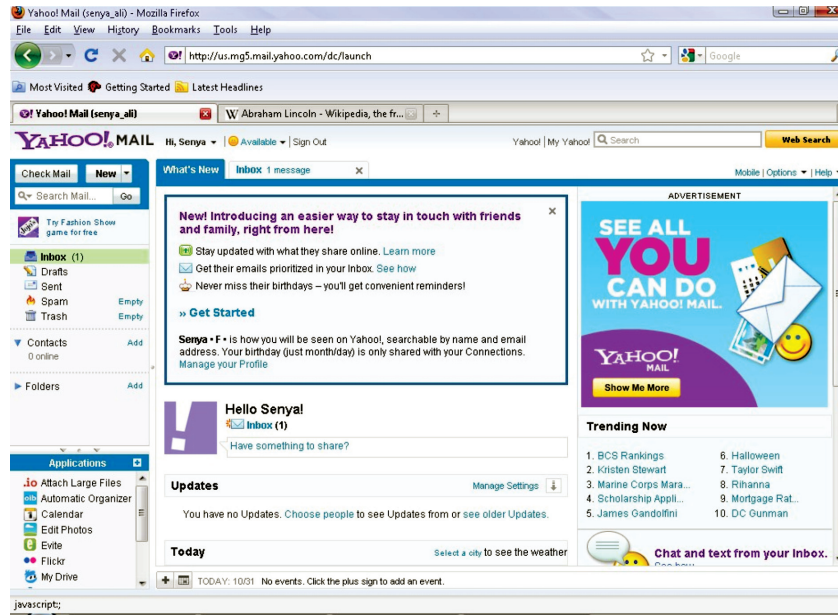 Yahoo! Mail (senya_ali) - Mozilla Firefox
File Edit View History Bookmarks Tools Help
http://us.mg5.mail.yahoo.com/dc/launch
Google
Most Visited Getting Started Latest Headlines
Yahoo! Mail (senya_ali)
W Abraham Lincoln - Wikipedia, the fr...
YAHOO! MAIL Hi, Senya Available Sign Out Yahoo! My Yahoo! Search Web Search
Check Mail New
What's New Inbox 1 message
Mobile Options Help
Search Mail... Go
Try Fashion Show
game for free
Inbox (1)
Drafts
Sent
Spam Empty
Trash Empty
Contacts Add
0 online
Folders Add
Applications
.io Attach Large Files
oib Automatic Organizer
Calendar
Edit Photos
Evite
Flickr
My Drive
New! Introducing an easier way to stay in touch with friends
and family, right from here!
Stay updated with what they share online. Learn more
Get their emails prioritized in your Inbox. See how
Never miss their birthdays – you'll get convenient reminders!
» Get Started
Senya • F • is how you will be seen on Yahoo!, searchable by name and email
address. Your birthday (just month/day) is only shared with your Connections.
Manage your Profile
Hello Senya!
Inbox (1)
Have something to share?
Updates Manage Settings
You have no Updates. Choose people to see Updates from or see older Updates.
Today Select a city to see the weather
TODAY: 10/31 No events. Click the plus sign to add an event.
ADVERTISEMENT
SEE ALL
YOU
CAN DO
WITH YAHOO! MAIL.
YAHOO!
MAIL
Show Me More
Trending Now
1. BCS Rankings
2. Kristen Stewart
3. Marine Corps Mara...
4. Scholarship Appli...
5. James Gandolfini
6. Halloween
7. Taylor Swift
8. Rihanna
9. Mortgage Rat...
10. DC Gunman
Chat and text from your Inbox.
See how
javascript:;